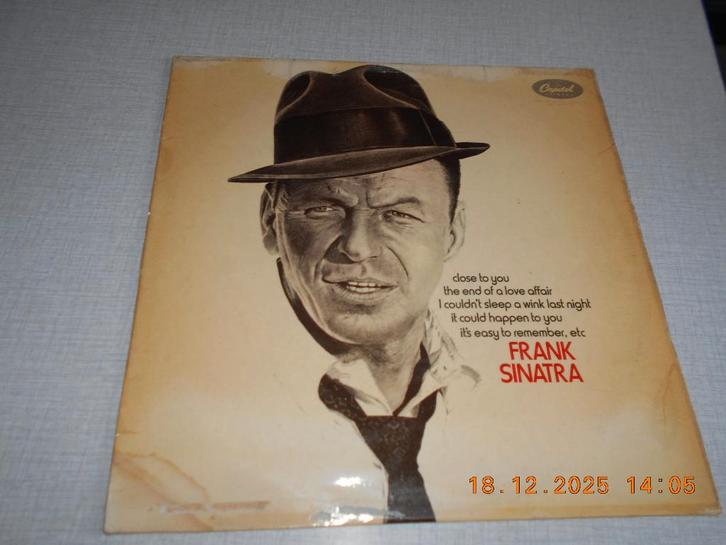 Capitol
close to you
the end of a love affair
I couldn't sleep a wink last night
it could happen to you
it's easy to remember, etc
FRANK
SINATRA
18.12.2025 14:05